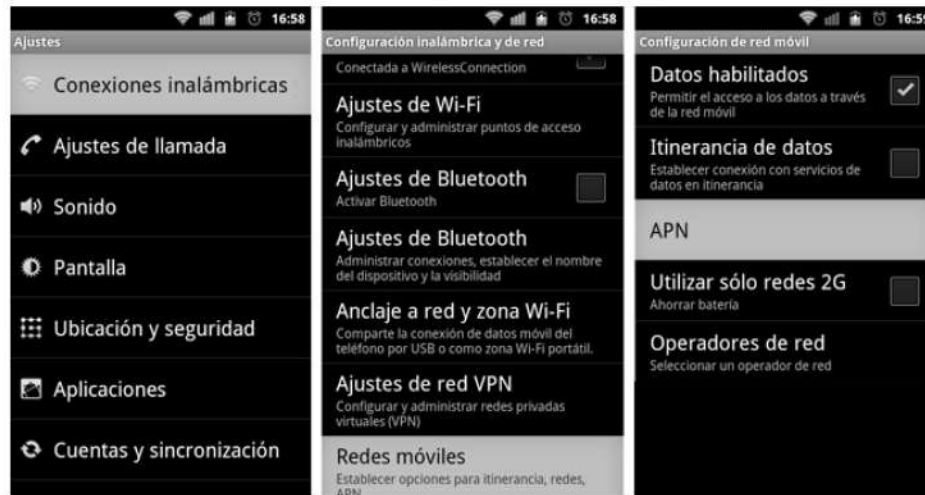 16:58
Ajustes
Conexiones inalámbricas
Ajustes de llamada
Sonido
Pantalla
Ubicación y seguridad
Aplicaciones
Cuentas y sincronización
16:58
Configuración inalámbrica y de red
Conectada a WirelessConnection
Ajustes de Wi-Fi
Configurar y administrar puntos de acceso
inalámbricos
Ajustes de Bluetooth
Activar Bluetooth
Ajustes de Bluetooth
Administrar conexiones, establecer el nombre
del dispositivo y la visibilidad
Anclaje a red y zona Wi-Fi
Comparte la conexión de datos móvil del
teléfono por USB o como zona Wi-Fi portátil.
Ajustes de red VPN
Configurar y administrar redes privadas
virtuales (VPN)
Redes móviles
Establecer opciones para itinerancia, redes,
APN
16:59
Configuración de red móvil
Datos habilitados
Permitir el acceso a los datos a través
de la red móvil
Itinerancia de datos
Establecer conexión con servicios de
datos en itinerancia
APN
Utilizar sólo redes 2G
Ahorrar batería
Operadores de red
Seleccionar un operador de red